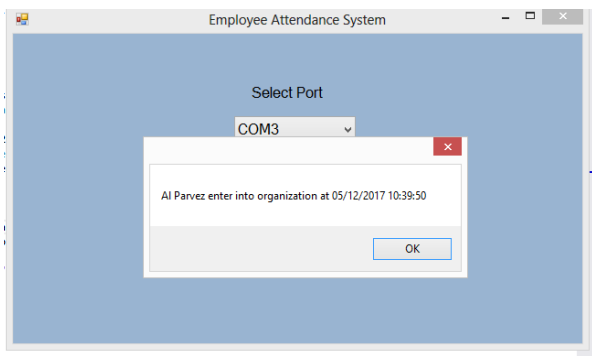 Employee Attendance System
Select Port
COM3
Al Parvez enter into organization at 05/12/2017 10:39:50
OK